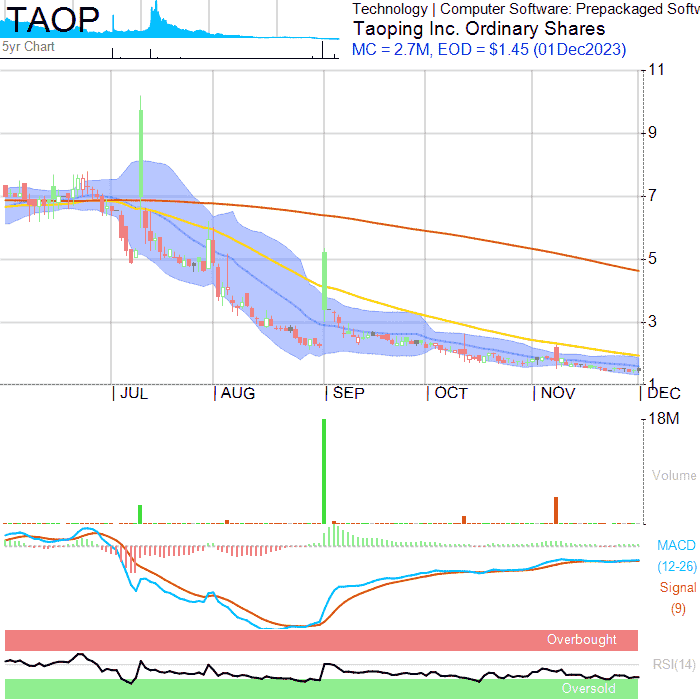 TAOP
5yr Chart
Technology | Computer Software: Prepackaged Softw
Taoping Inc. Ordinary Shares
MC = 2.7M, EOD = $1.45 (01Dec2023)
11
9
7
5
3
1
JUL
AUG
SEP
OCT
NOV
DEC
18M
Volume
MACD
(12-26)
Signal
(9)
Overbought
RSI(14)
Oversold